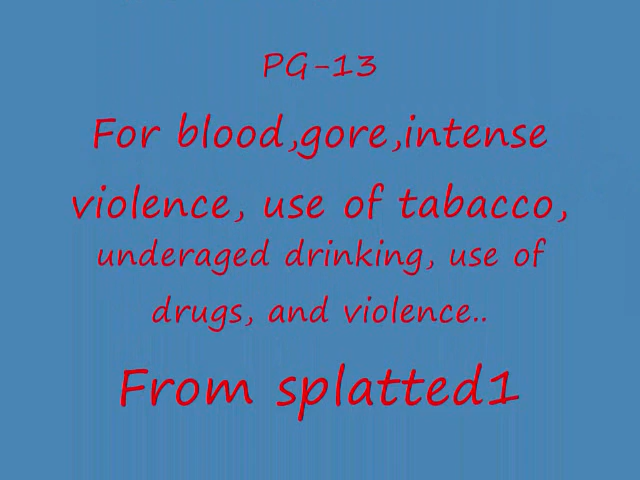 PG-13
For blood,gore,intense
violence, use of tabacco,
underaged drinking, use of
drugs, and violence..
From splatted1